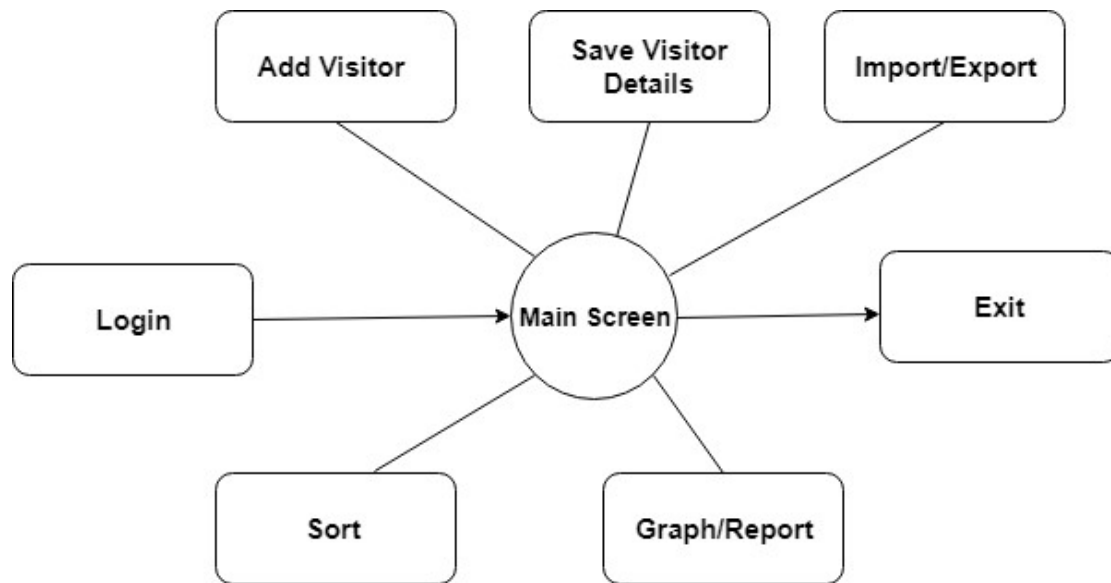 Add Visitor
Save Visitor
Details
Import/Export
Login
Main Screen
Exit
Sort
Graph/Report